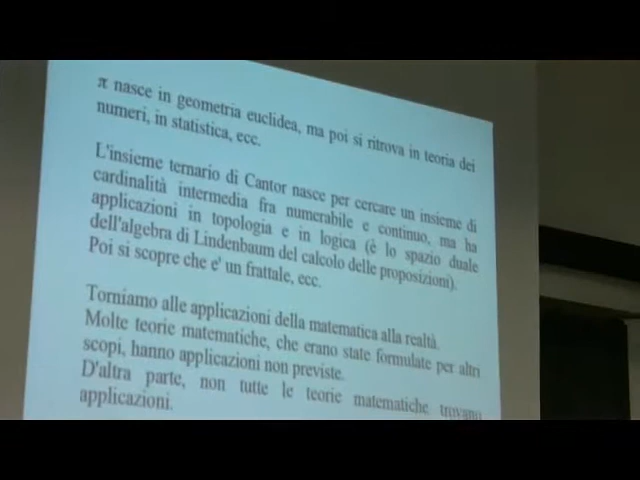 π nasce in geometria euclidea, ma poi si ritrova in teoria dei
numeri, in statistica, ecc.
L'insieme ternario di Cantor nasce per cercare un insieme di
cardinalità intermedia fra numerabile e continuo, ma ha
applicazioni in topologia e in logica (è lo spazio duale
dell'algebra di Lindenbaum del calcolo delle proposizioni).
Poi si scopre che e' un frattale, ecc.
Torniamo alle applicazioni della matematica alla realtà.
Molte teorie matematiche, che erano state formulate per altri
scopi, hanno applicazioni non previste.
D'altra parte, non tutte le teorie matematiche trovano
applicazioni.